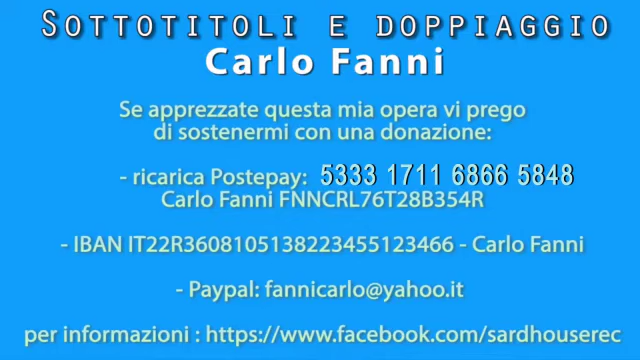 SOTTOTITOLI E DOPPIAGGIO
Carlo Fanni
Se apprezzate questa mia opera vi prego
di sostenermi con una donazione:
- ricarica Postepay: 5333 1711 6866 5848
Carlo Fanni FNNCRL76T28B354R
- IBAN IT22R3608105138223455123466 - Carlo Fanni
- Paypal: fannicarlo@yahoo.it
per informazioni : https://www.facebook.com/sardhouserec